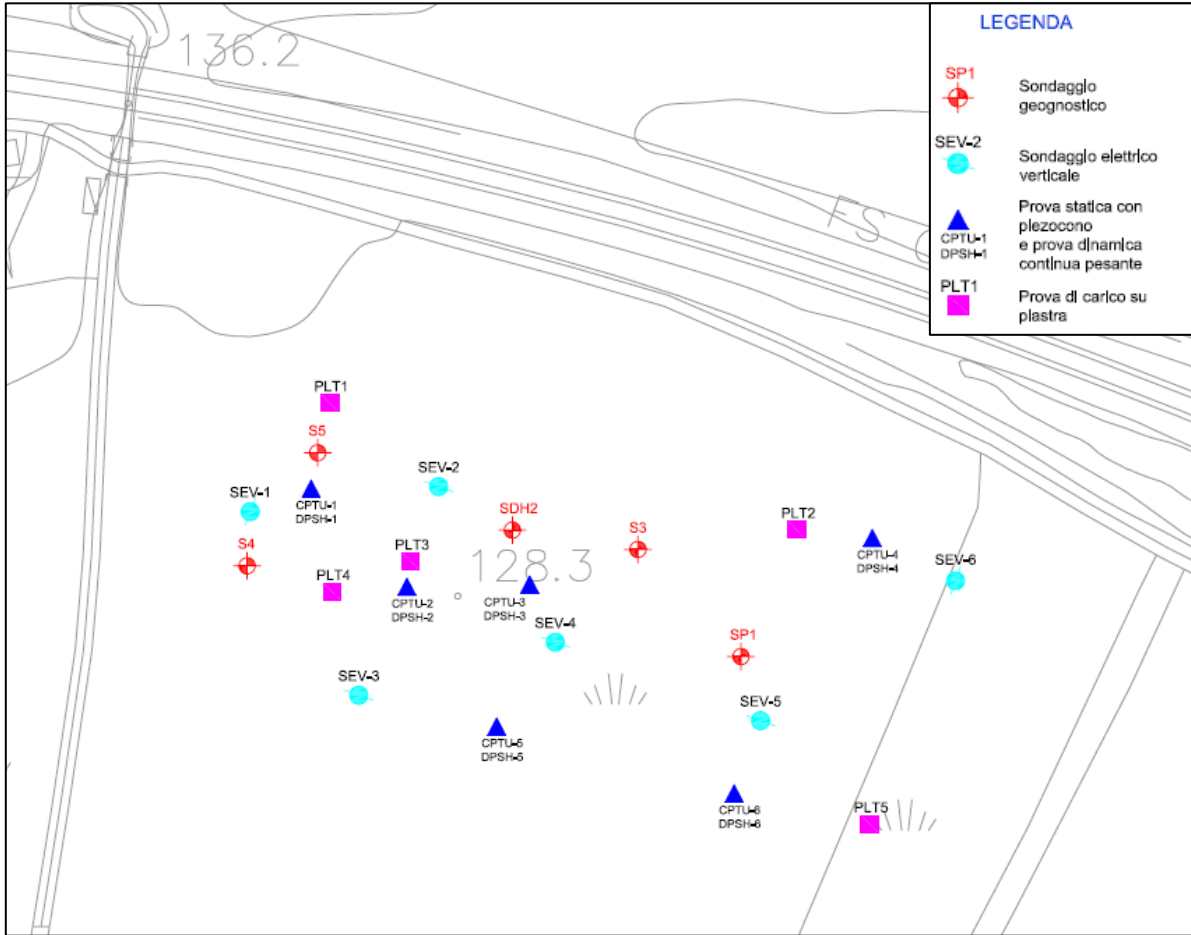 LEGENDA
SP1
Sondaggio
geognostico
SEV-2
Sondaggio elettrico
verticale
CPTU-1
DPSH-1
Prova statica con
piezocono
e prova dinamica
continua pesante
PLT1
Prova di carico su
piastra
136.2
FS
PLT1
S5
CPTU-1
DPSH-1
SEV-1
SEV-2
S4
PLT4
PLT3
CPTU-2
DPSH-2
SDH2
128.3
CPTU-3
DPSH-3
S3
SEV-4
SEV-3
CPTU-5
DPSH-5
PLT2
CPTU-4
DPSH-4
SEV-6
SP1
SEV-5
CPTU-6
DPSH-6
PLT5